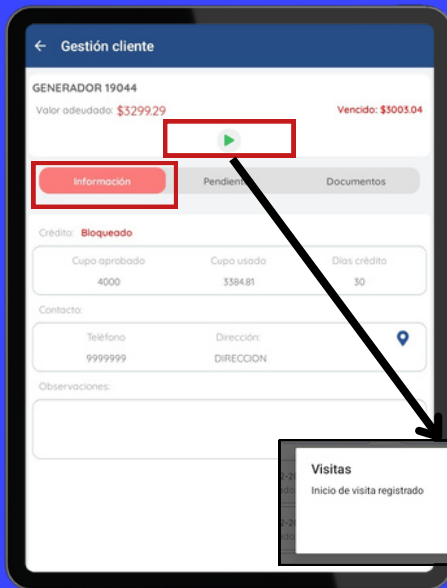 Gestión cliente
GENERADOR 19044
Valor adeudado: $3299.29 Vencido: $3003.04
Información Pendient Documentos
Crédito: Bloqueado
Cupo aprobado Cupo usado Días crédito
4000 3384.81 30
Contacto:
Teléfono Dirección:
9999999 DIRECCION
Observaciones:
Visitas
Inicio de visita registrado